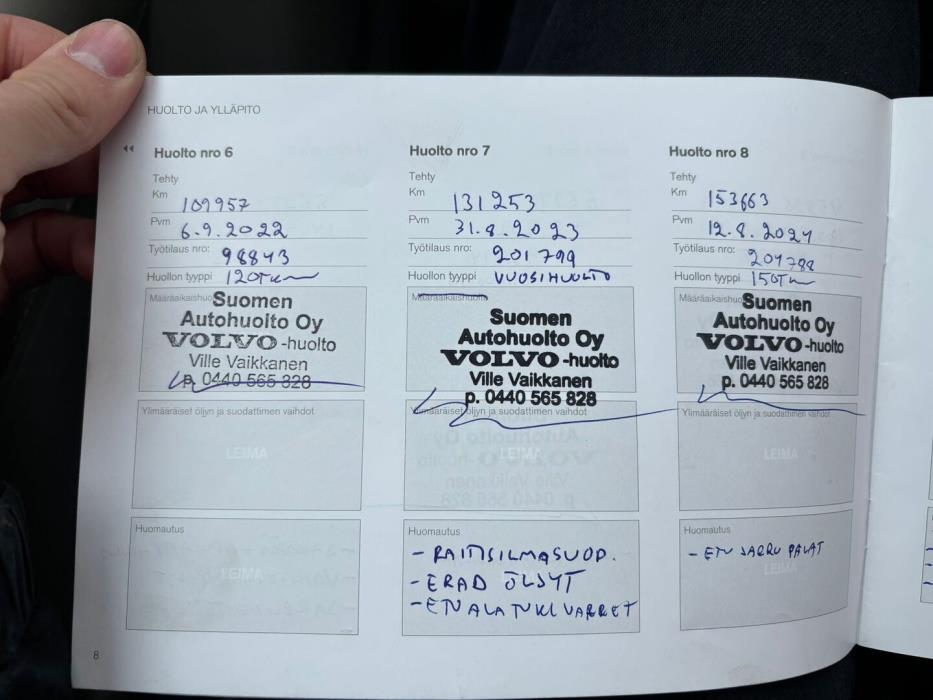 HUOLTO JA YLLÄPITO
Huolto nro 6
Tehty
Km 109957
Pvm 6.9.2022
Työtilaus nro: 98843
Huollon tyyppi 120Tkm
Määräaikaishuo
Suomen
Autohuolto Oy
VOLVO-huolto
Ville Vaikkanen
p. 0440 565 828
Ylimääräiset öljyn ja suodattimen vaihdot
LEIMA
Huomautus
LEIMA
Huolto nro 7
Tehty
Km 131253
Pvm 31.8.2023
Työtilaus nro: 201799
Huollon tyyppi VUOSIHUOLTO
Määräaikaishuolto
Suomen
Autohuolto Oy
VOLVO-huolto
Ville Vaikkanen
p. 0440 565 828
Ylimääräiset öljyn ja suodattimen vaihdot
LEIMA
Huomautus
- RAITISILMASUOD.
- ERAD ÖLJYT
- ETU ALATUKIVARRET
Huolto nro 8
Tehty
Km 153663
Pvm 12.8.2024
Työtilaus nro: 204788
Huollon tyyppi 150Tkm
Määräaikaishuo
Suomen
Autohuolto Oy
VOLVO-huolto
Ville Vaikkanen
p. 0440 565 828
Ylimääräiset öljyn ja suodattimen vaihdot
LEIMA
Huomautus
- ETU JARRU PALAT
LEIMA
8